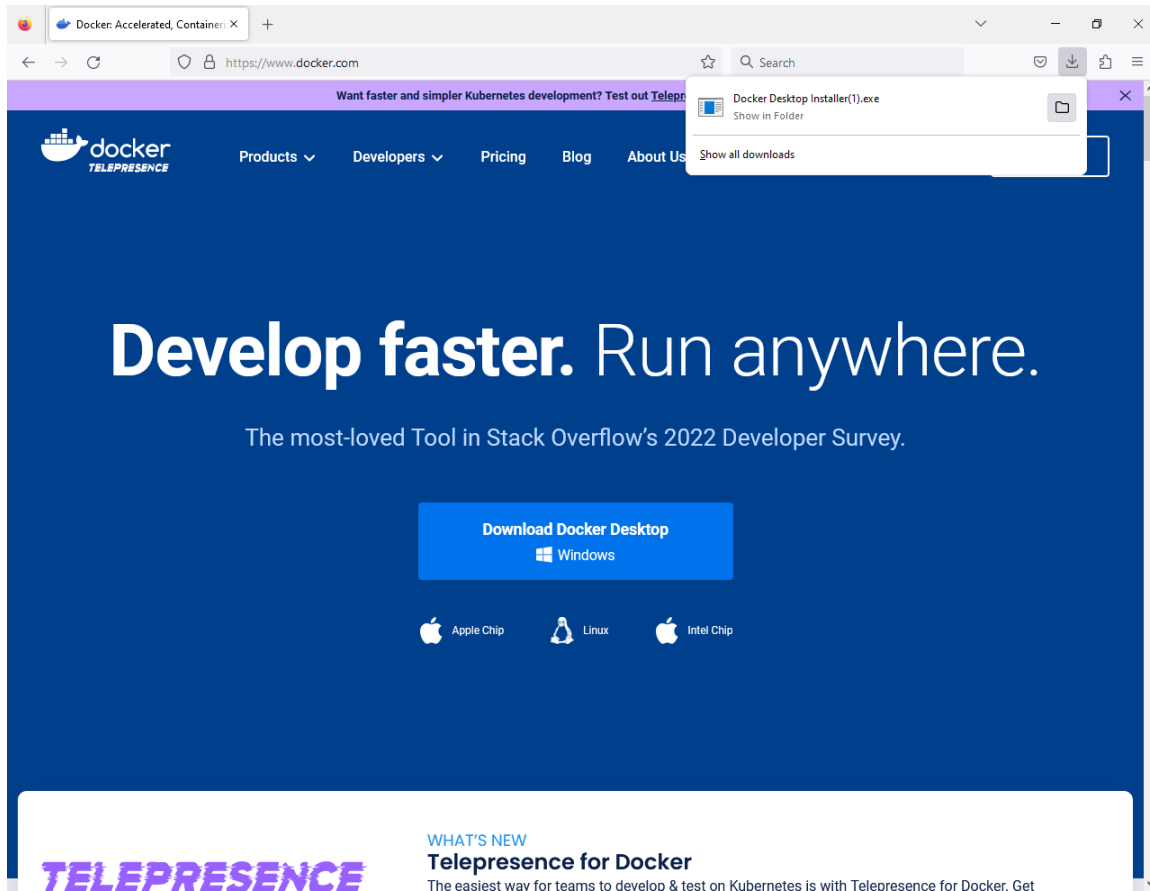 Docker: Accelerated, Containeri
https://www.docker.com
Search
Want faster and simpler Kubernetes development? Test out Telepr
Docker Desktop Installer(1).exe
Show in Folder
Show all downloads
docker
TELEPRESENCE
Products
Developers
Pricing
Blog
About Us
Develop faster. Run anywhere.
The most-loved Tool in Stack Overflow's 2022 Developer Survey.
Download Docker Desktop
Windows
Apple Chip
Linux
Intel Chip
WHAT'S NEW
TELEPRESENCE
Telepresence for Docker
The easiest way for teams to develop & test on Kubernetes is with Telepresence for Docker. Get